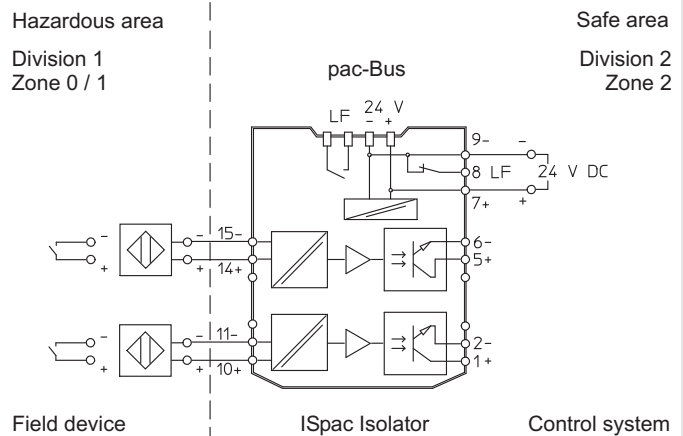 Hazardous area
Safe area
Division 1
Zone 0 / 1
Division 2
Zone 2
pac-Bus
LF 24 V
- +
9- -
8 LF 24 V DC
7+ +
- - 15- 6-
+ + 14+ 5+
- - 11- 2-
+ + 10+ 1+
Field device
ISpac Isolator
Control system